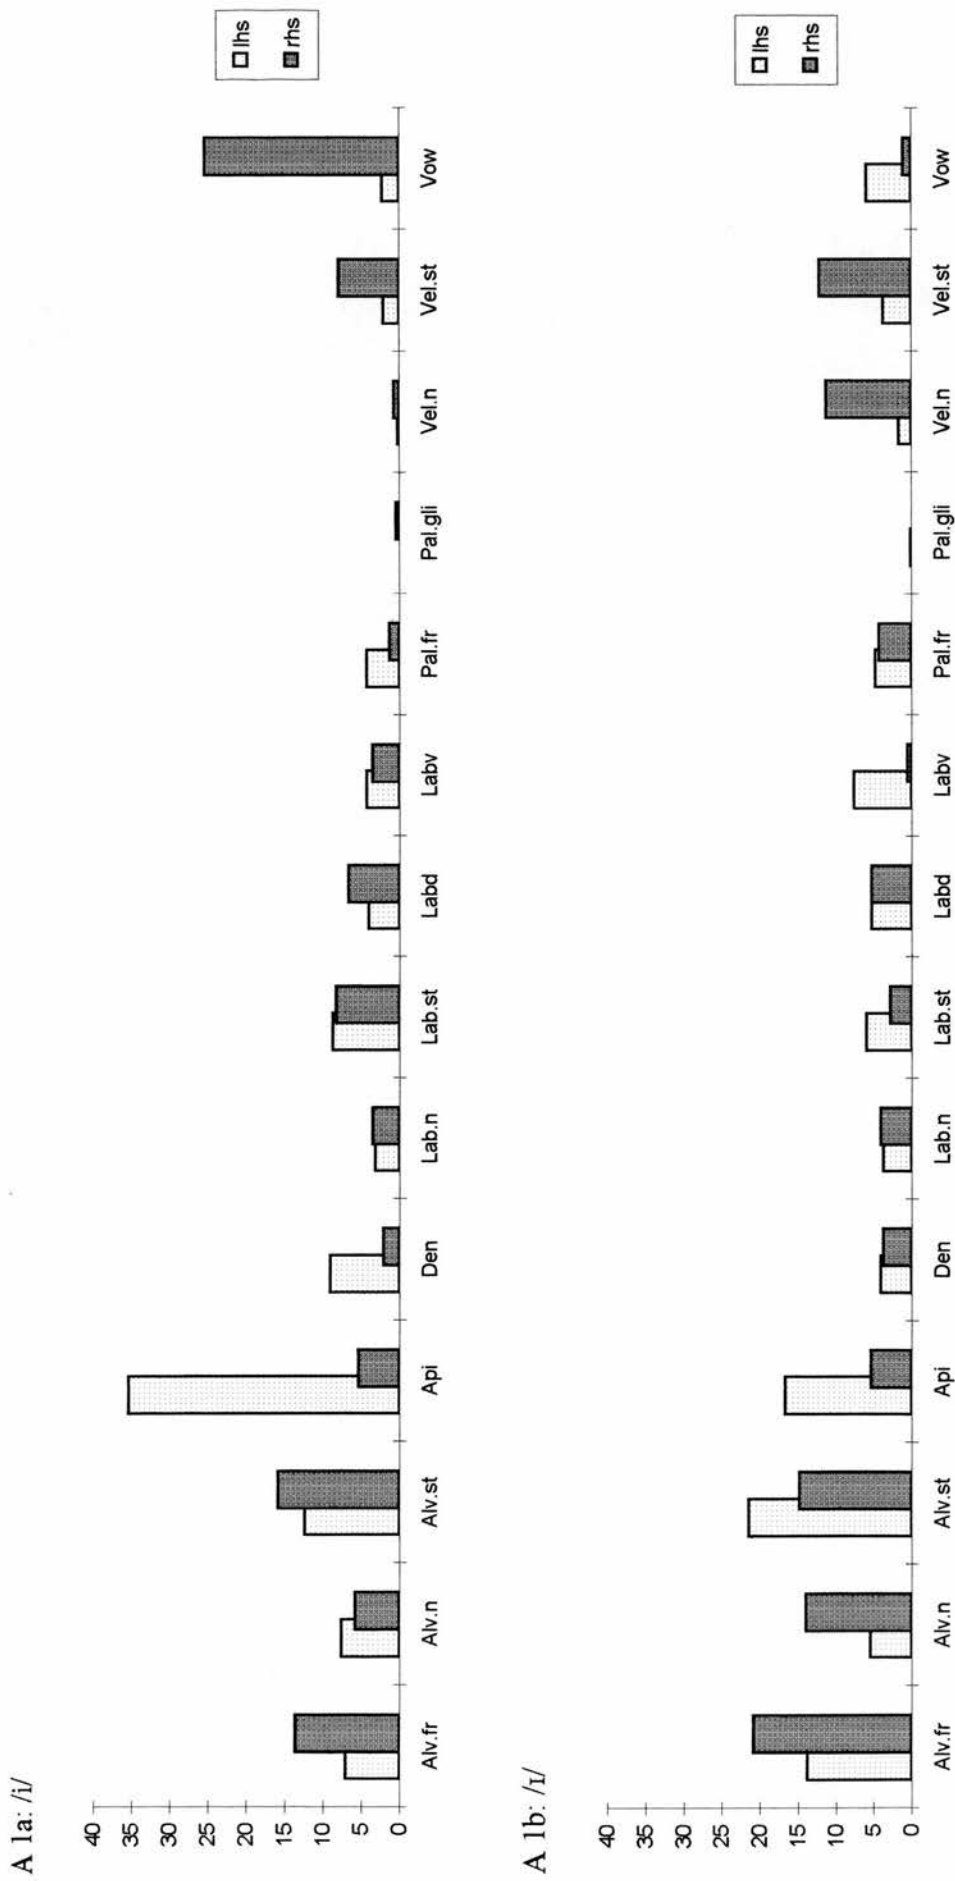 A 1a: /i/
40
35
30
25
20
15
10
5
0
Alv.fr Alv.n Alv.st Api Den Lab.n Lab.st Labd Labv Pal.fr Pal.gli Vel.n Vel.st Vow
lhs
rhs
A 1b: /ɪ/
40
35
30
25
20
15
10
5
0
Alv.fr Alv.n Alv.st Api Den Lab.n Lab.st Labd Labv Pal.fr Pal.gli Vel.n Vel.st Vow
lhs
rhs